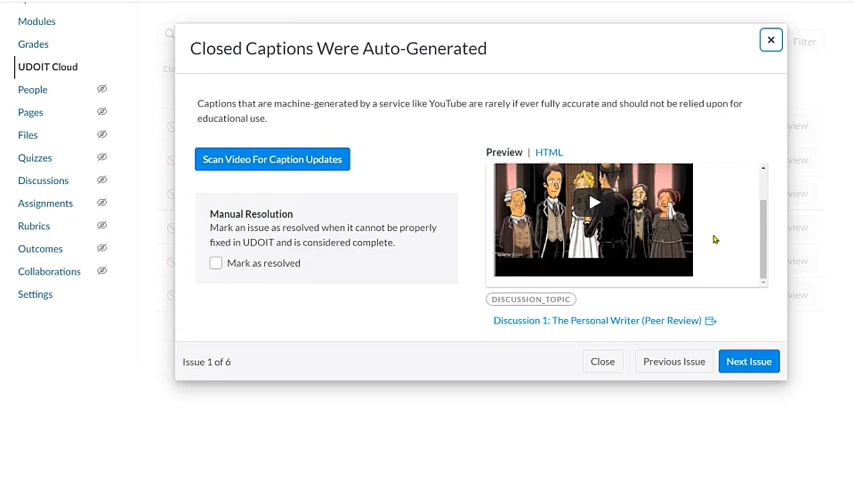 Modules
Grades
UDOIT Cloud
People
Pages
Files
Quizzes
Discussions
Assignments
Rubrics
Outcomes
Collaborations
Settings
Filter
Closed Captions Were Auto-Generated
×
Captions that are machine-generated by a service like YouTube are rarely if ever fully accurate and should not be relied upon for
educational use.
Scan Video For Caption Updates
Manual Resolution
Mark an issue as resolved when it cannot be properly
fixed in UDOIT and is considered complete.
Mark as resolved
Preview | HTML
DISCUSSION_TOPIC
Discussion 1: The Personal Writer (Peer Review)
Issue 1 of 6
Close
Previous Issue
Next Issue